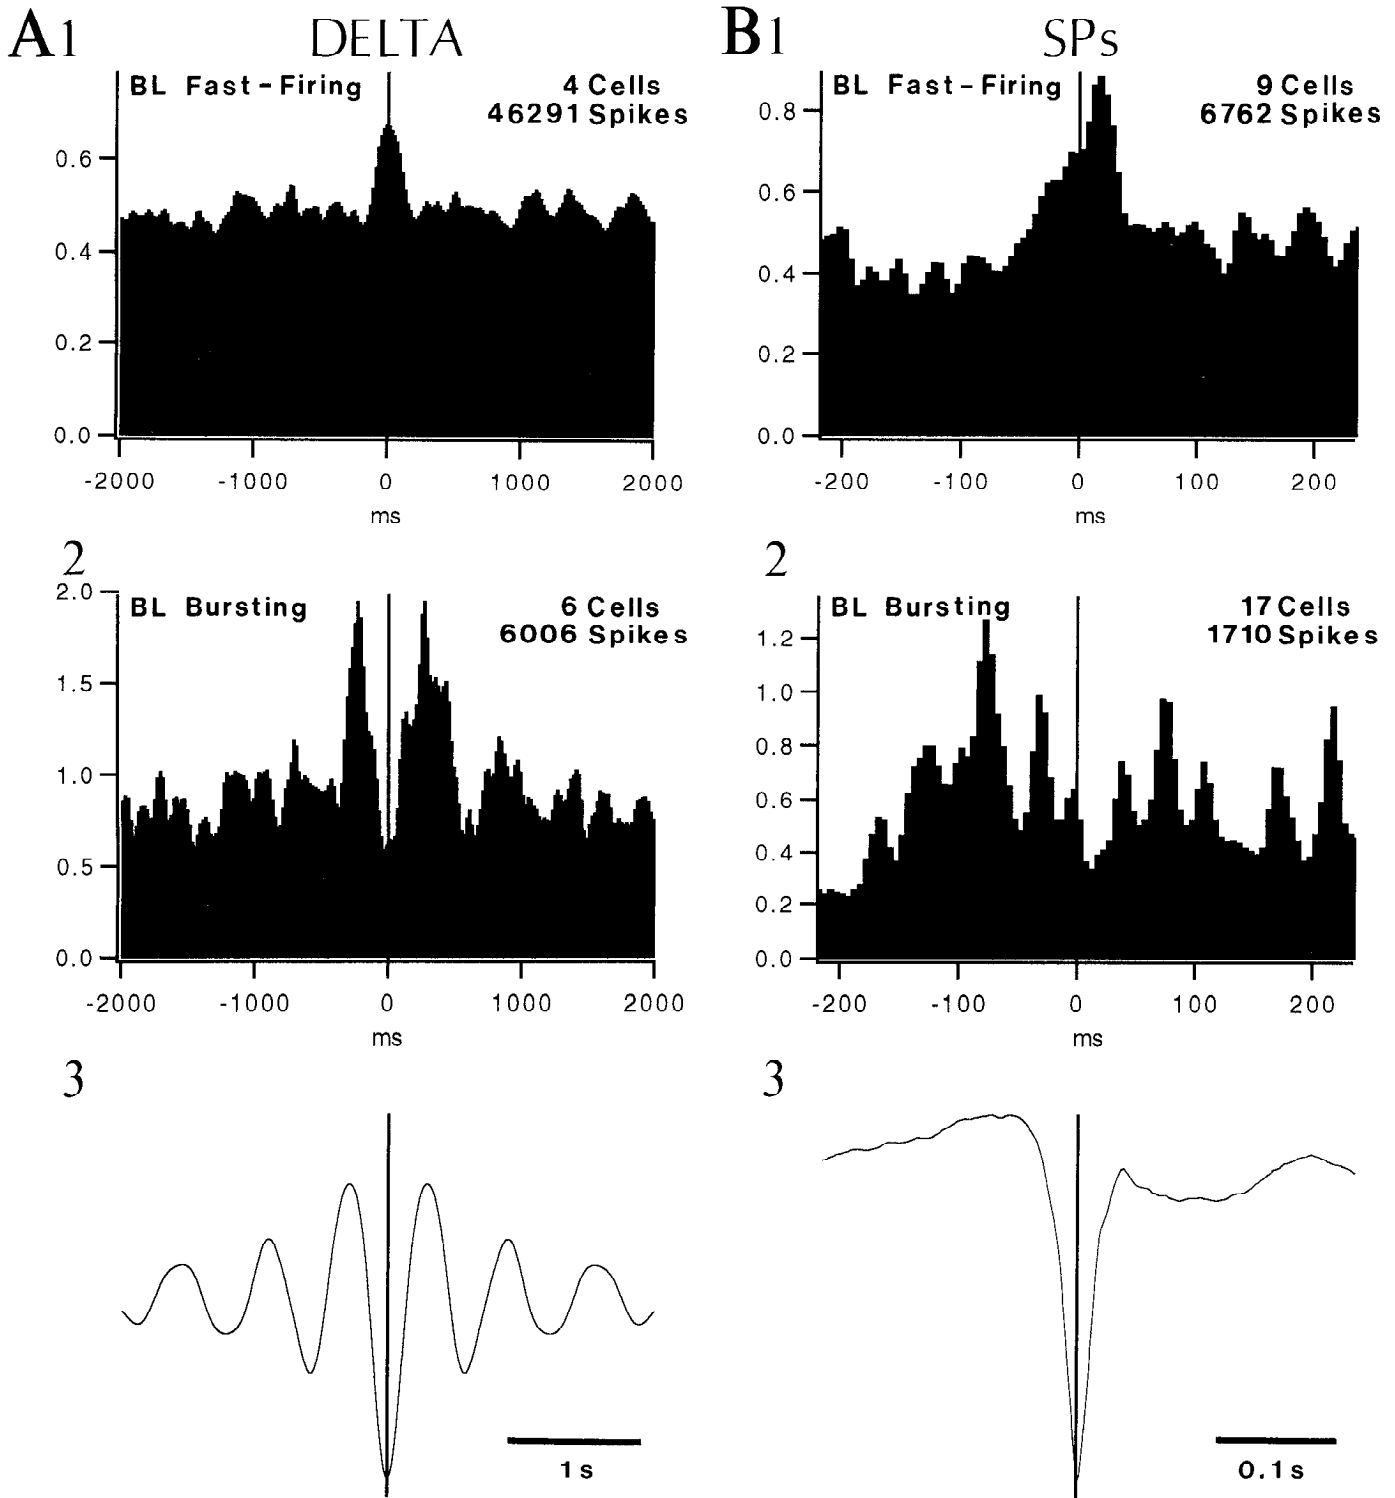 A1 DELTA
BL Fast-Firing
4 Cells
46291 Spikes
0.6
0.4
0.2
0.0
-2000 -1000 0 1000 2000
ms
B1 SPs
BL Fast-Firing
9 Cells
6762 Spikes
0.8
0.6
0.4
0.2
0.0
-200 -100 0 100 200
ms
2
BL Bursting
6 Cells
6006 Spikes
2.0
1.5
1.0
0.5
0.0
-2000 -1000 0 1000 2000
ms
2
BL Bursting
17 Cells
1710 Spikes
1.2
1.0
0.8
0.6
0.4
0.2
0.0
-200 -100 0 100 200
ms
3
1s
3
0.1s